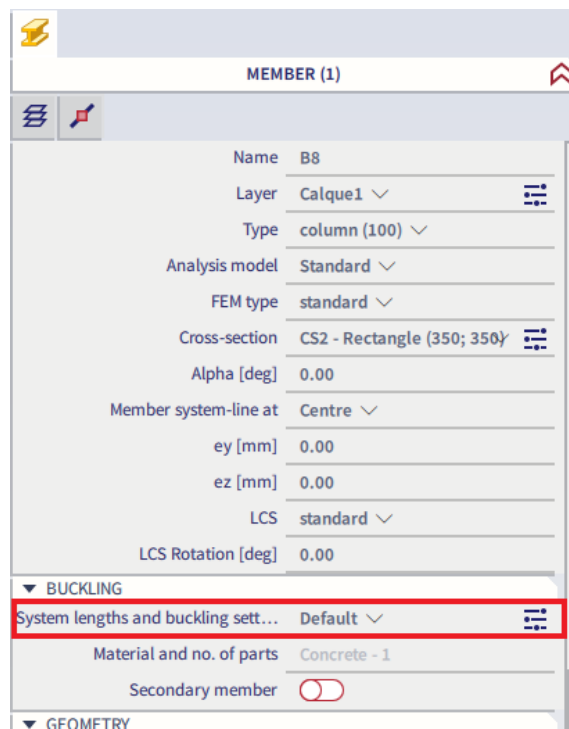 MEMBER (1)
Name B8
Layer Calque1
Type column (100)
Analysis model Standard
FEM type standard
Cross-section CS2 - Rectangle (350; 350)
Alpha [deg] 0.00
Member system-line at Centre
ey [mm] 0.00
ez [mm] 0.00
LCS standard
LCS Rotation [deg] 0.00
BUCKLING
System lengths and buckling sett... Default
Material and no. of parts Concrete - 1
Secondary member
GEOMETRY